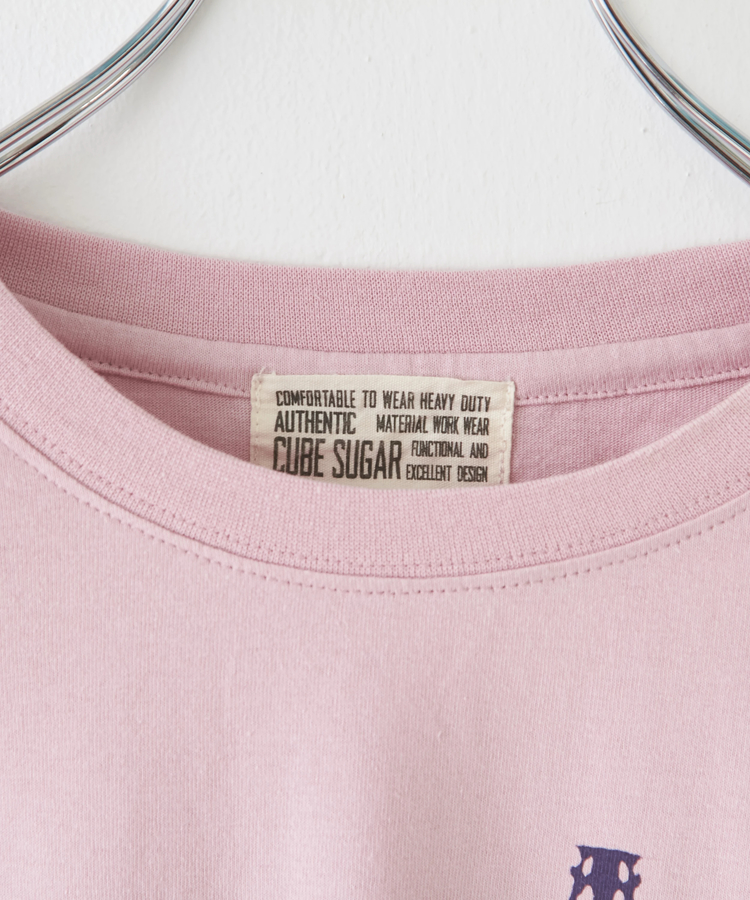 COMFORTABLE TO WEAR HEAVY DUTY
AUTHENTIC MATERIAL WORK WEAR
CUBE SUGAR FUNCTIONAL AND
EXCELLENT DESIGN